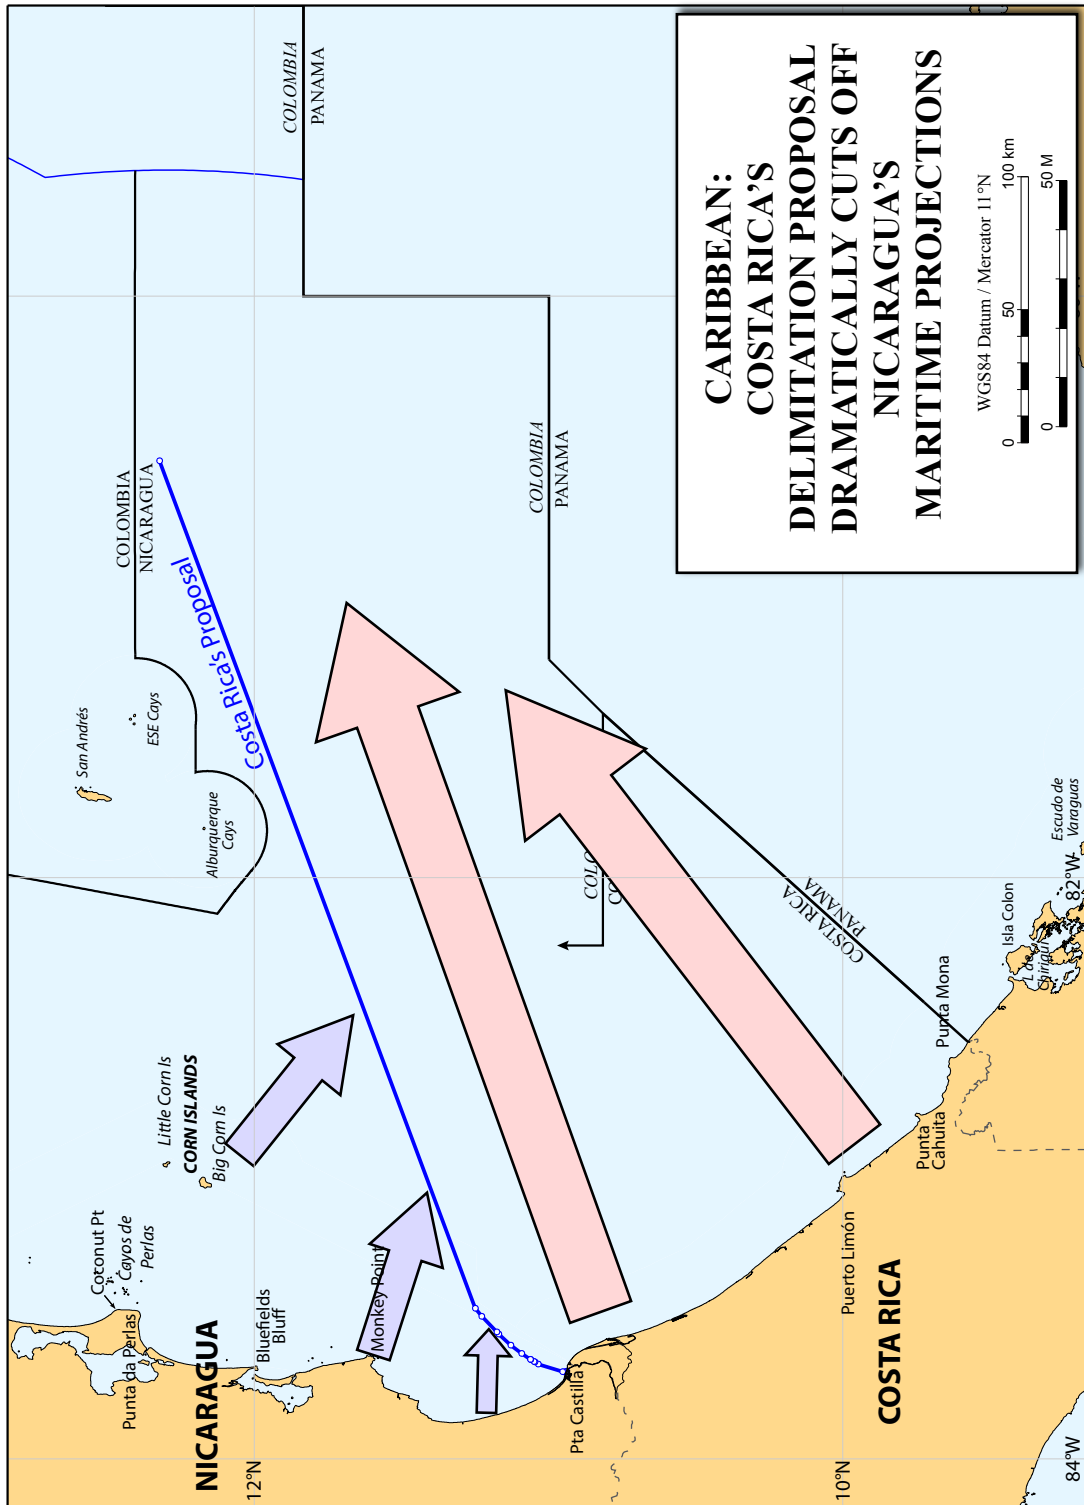 CARIBBEAN:
COSTA RICA'S
DELIMITATION PROPOSAL
DRAMATICALLY CUTS OFF
NICARAGUA'S
MARITIME PROJECTIONS
WGS84 Datum / Mercator 11°N
0 50 100 km
0 50 M
NICARAGUA
Punta da Perlas
Coconut Pt
Cayos de
Perlas
Little Corn Is
CORN ISLANDS
Big Corn Is
Bluefields
Bluff
Monkey Point
San Andrés
ESE Cays
Alburquerque
Cays
COLOMBIA
NICARAGUA
Costa Rica's Proposal
COLOMBIA
PANAMA
COLOMBIA
PANAMA
COLO
CO
COSTA RICA
PANAMA
Pta Castilla
COSTA RICA
Puerto Limón
Punta
Cahuita
Punta Mona
Isla Colon
L de
Chiriqui
Escudo de
Varaguas
12°N
10°N
84°W
82°W